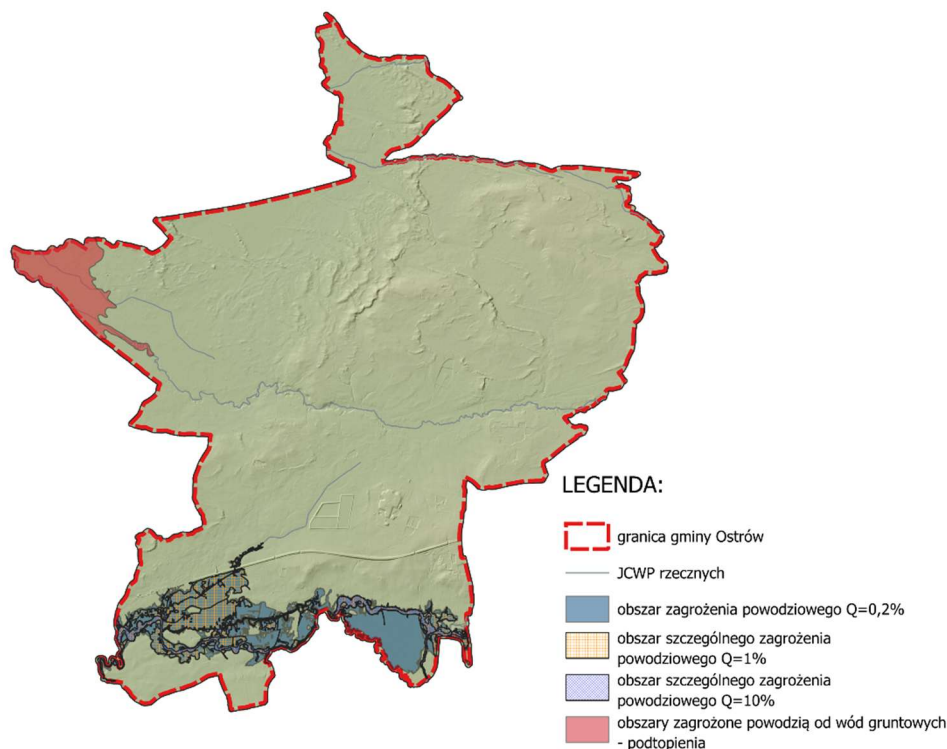 LEGENDA:
granica gminy Ostrów
JCWP rzecznych
obszar zagrożenia powodziowego Q=0,2%
obszar szczególnego zagrożenia
powodziowego Q=1%
obszar szczególnego zagrożenia
powodziowego Q=10%
obszary zagrożone powodzią od wód gruntowych
- podtopienia